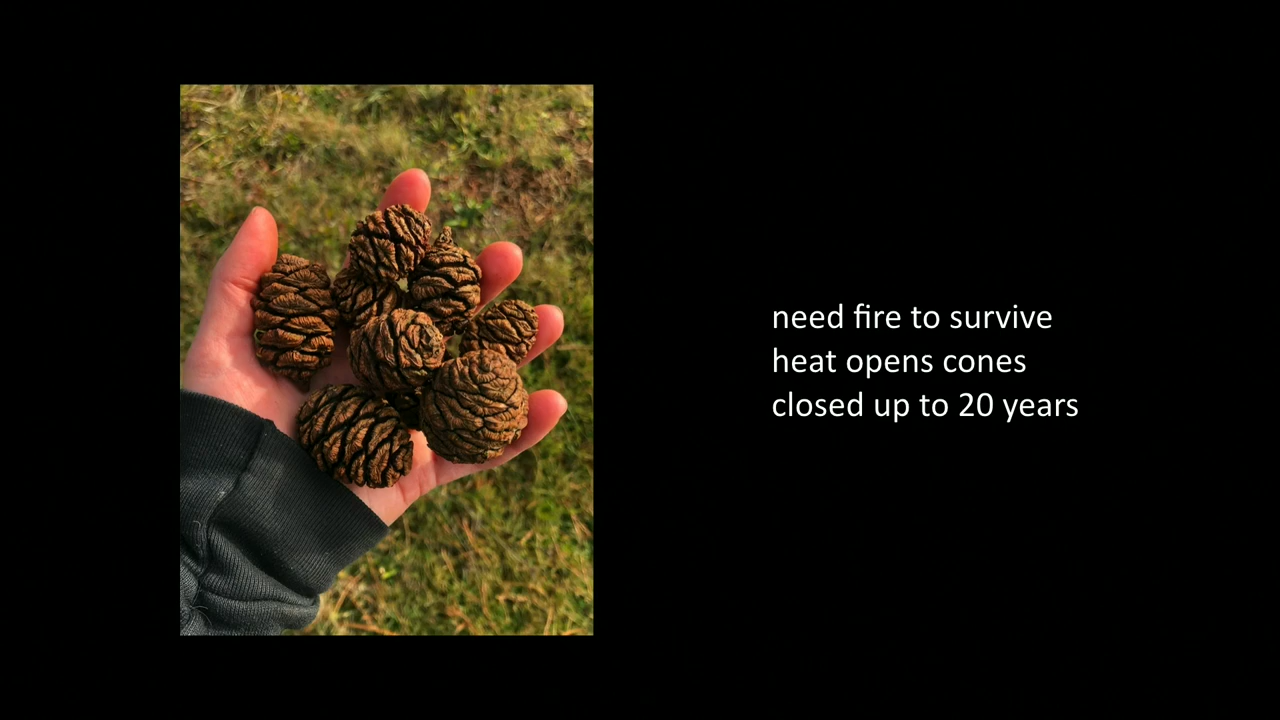 need fire to survive
heat opens cones
closed up to 20 years